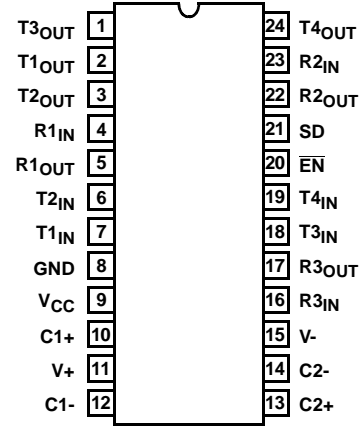 T3OUT 1 24 T4OUT
T1OUT 2 23 R2IN
T2OUT 3 22 R2OUT
R1IN 4 21 SD
R1OUT 5 20 E̅N̅
T2IN 6 19 T4IN
T1IN 7 18 T3IN
GND 8 17 R3OUT
VCC 9 16 R3IN
C1+ 10 15 V-
V+ 11 14 C2-
C1- 12 13 C2+